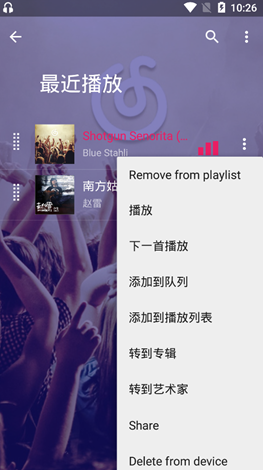 10:26
最近播放
Shotgun Senorita (...
Blue Stahli
南方姑
赵雷
Remove from playlist
播放
下一首播放
添加到队列
添加到播放列表
转到专辑
转到艺术家
Share
Delete from device